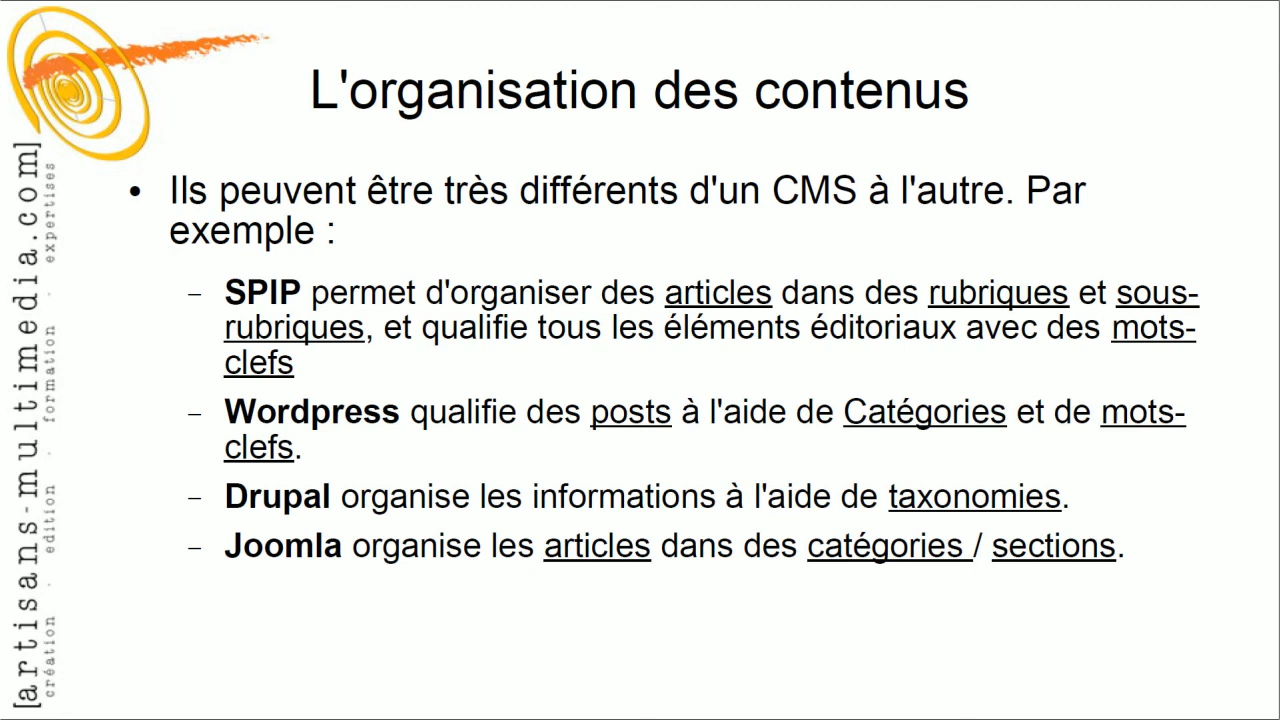 L'organisation des contenus
• Ils peuvent être très différents d'un CMS à l'autre. Par
exemple :
– SPIP permet d'organiser des articles dans des rubriques et sous-
rubriques, et qualifie tous les éléments éditoriaux avec des mots-
clefs
– Wordpress qualifie des posts à l'aide de Catégories et de mots-
clefs.
– Drupal organise les informations à l'aide de taxonomies.
– Joomla organise les articles dans des catégories / sections.
[artisans-multimedia.com]
création . edition . formation . expertises